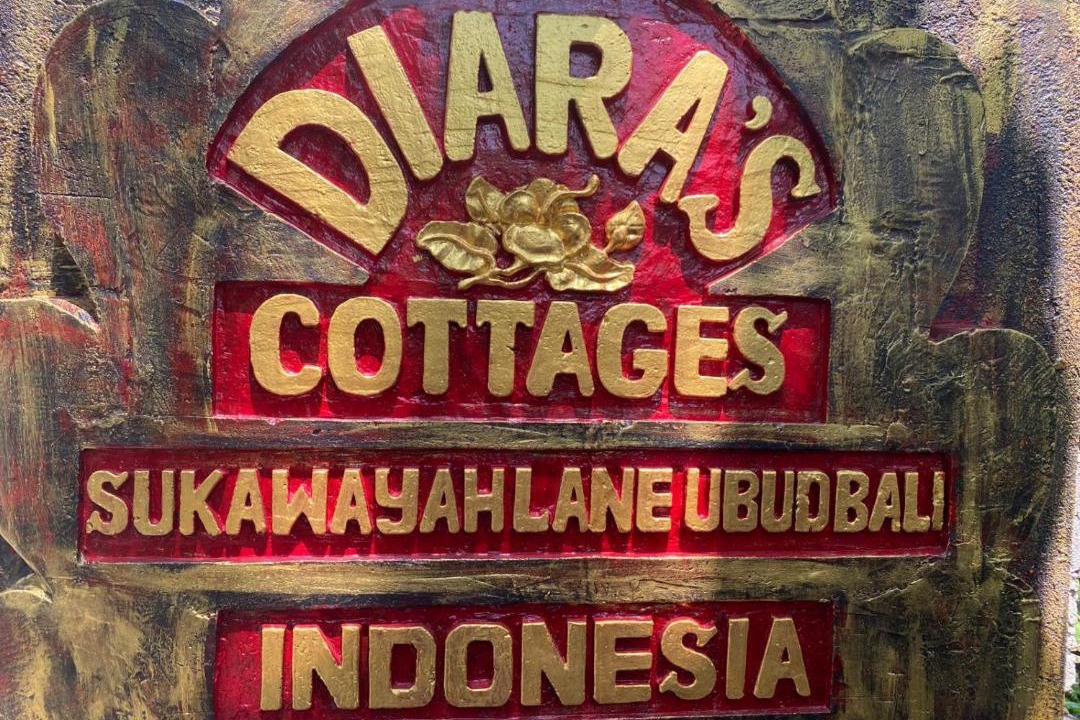 DIARA'S
COTTAGES
SUKAWAYAH LANE UBUD BALI
INDONESIA